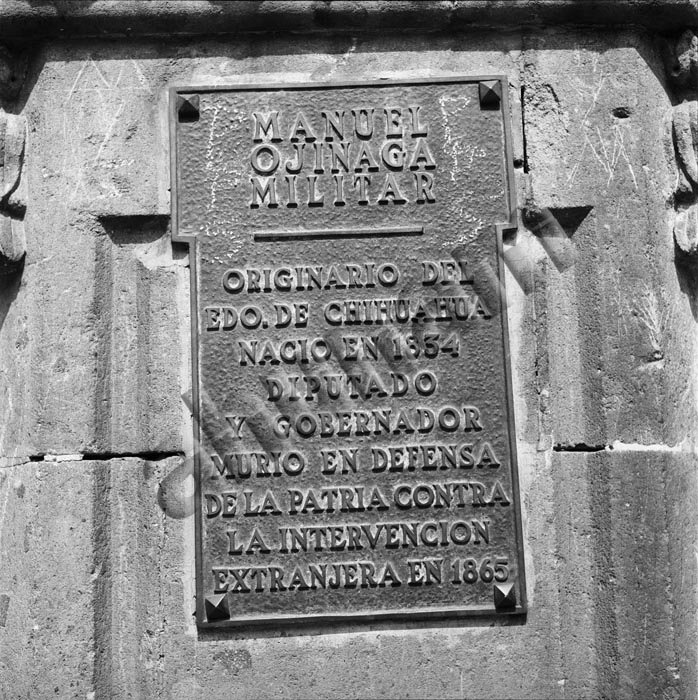 MANUEL
OJINAGA
MILITAR
ORIGINARIO DEL
EDO. DE CHIHUAHUA
NACIO EN 1834
DIPUTADO
Y GOBERNADOR
MURIO EN DEFENSA
DE LA PATRIA CONTRA
LA INTERVENCION
EXTRANJERA EN 1865